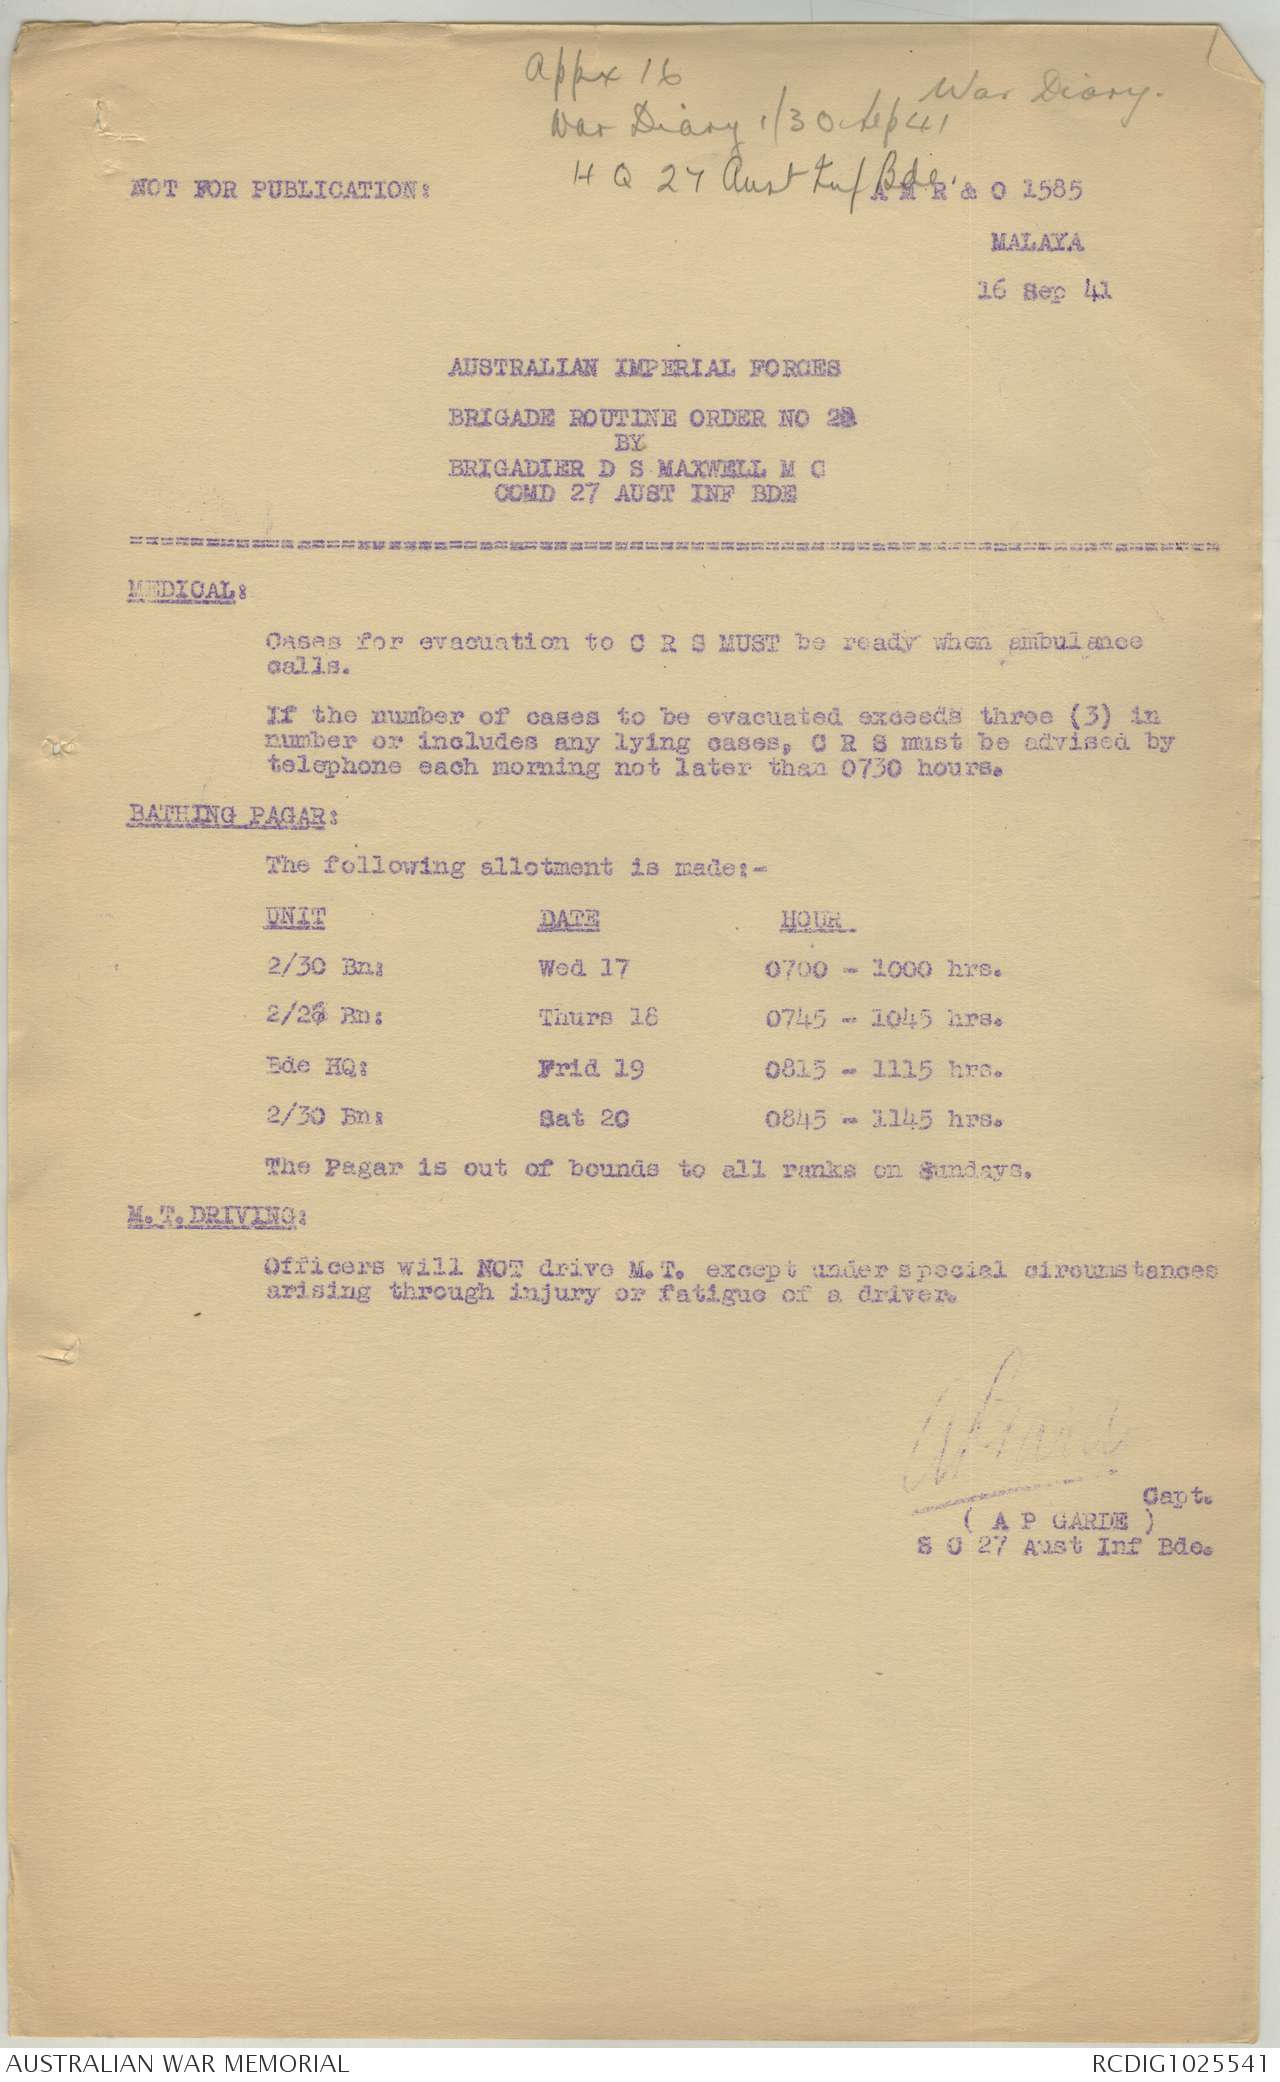 Appx 16
War Diary.
War Diary 1/30 Sep 41
H Q 27 Aust Inf Bde.
NOT FOR PUBLICATION:
A M R & O 1585
MALAYA
16 Sep 41
AUSTRALIAN IMPERIAL FORCES
BRIGADE ROUTINE ORDER NO
BY
BRIGADIER D S MAXWELL M C
COMD 27 AUST INF BDE
MEDICAL:
Cases for evacuation to C R S MUST be ready when ambulance
calls.
If the number of cases to be evacuated exceeds three (3) in
number or includes any lying cases, C R S must be advised by
telephone each morning not later than 0730 hours.
BATHING PAGAR:
The following allotment is made:-
UNIT DATE HOUR.
2/30 Bn: Wed 17 0700 - 1000 hrs.
Bn: Thurs 18 0745 - 1045 hrs.
Bde HQ: Frid 19 0815 - 1115 hrs.
2/30 Bn: Sat 20 0845 - 1145 hrs.
The Pagar is out of bounds to all ranks on Sundays.
M.T.DRIVING:
Officers will NOT drive M.T. except under special circumstances
arising through injury or fatigue of a driver.
Capt.
( A P GARDE )
S C 27 Aust Inf Bde.
AUSTRALIAN WAR MEMORIAL
RCDIG1025541